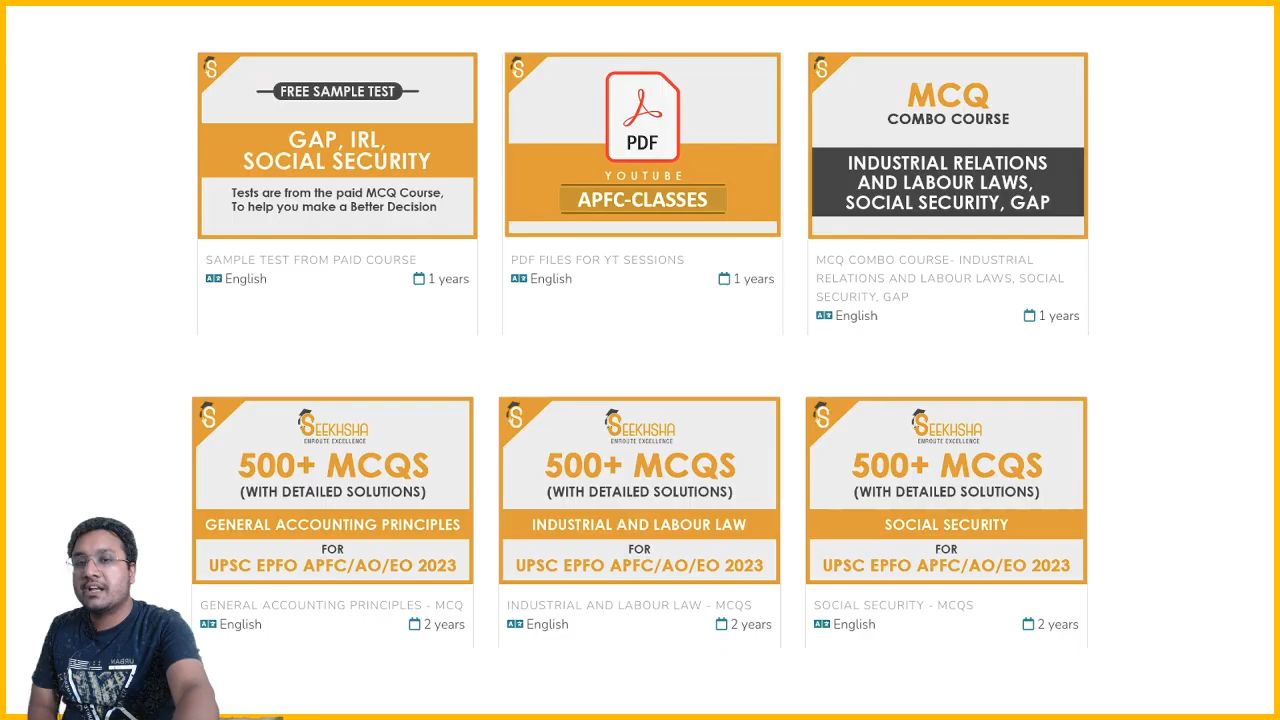 FREE SAMPLE TEST
GAP, IRL,
SOCIAL SECURITY
Tests are from the paid MCQ Course,
To help you make a Better Decision
SAMPLE TEST FROM PAID COURSE
English
1 years
PDF
YOUTUBE
APFC-CLASSES
PDF FILES FOR YT SESSIONS
English
1 years
MCQ
COMBO COURSE
INDUSTRIAL RELATIONS
AND LABOUR LAWS,
SOCIAL SECURITY, GAP
MCQ COMBO COURSE- INDUSTRIAL
RELATIONS AND LABOUR LAWS, SOCIAL
SECURITY, GAP
English
1 years
SEEKHSHA
ENROUTE EXCELLENCE
500+ MCQS
(WITH DETAILED SOLUTIONS)
GENERAL ACCOUNTING PRINCIPLES
FOR
UPSC EPFO APFC/AO/EO 2023
GENERAL ACCOUNTING PRINCIPLES - MCQ
English
2 years
SEEKHSHA
ENROUTE EXCELLENCE
500+ MCQS
(WITH DETAILED SOLUTIONS)
INDUSTRIAL AND LABOUR LAW
FOR
UPSC EPFO APFC/AO/EO 2023
INDUSTRIAL AND LABOUR LAW - MCQS
English
2 years
SEEKHSHA
ENROUTE EXCELLENCE
500+ MCQS
(WITH DETAILED SOLUTIONS)
SOCIAL SECURITY
FOR
UPSC EPFO APFC/AO/EO 2023
SOCIAL SECURITY - MCQS
English
2 years
URBAN